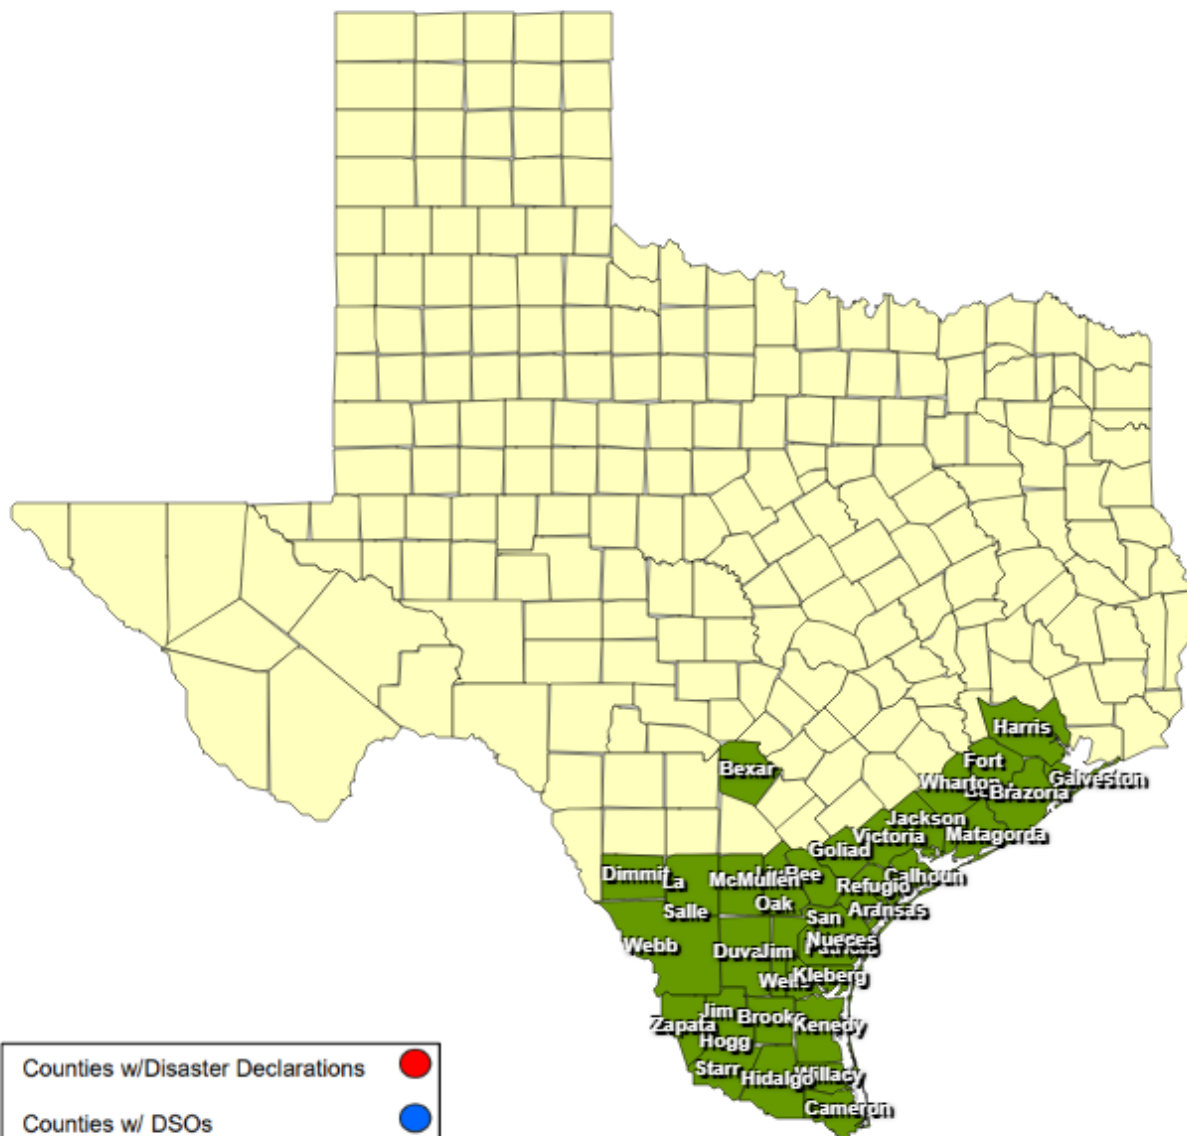 Harris
Bexar
Fort
Wharton
Brazoria
Galveston
Jackson
Victoria
Matagorda
Goliad
Dimmit
La
Salle
McMullen
Bee
Calhoun
Refugio
Oak
Aransas
San
Webb
Duval
Jim
Nueces
Wells
Kleberg
Zapata
Jim
Hogg
Brooks
Kenedy
Starr
Hidalgo
Willacy
Cameron
Counties w/Disaster Declarations
Counties w/ DSOs